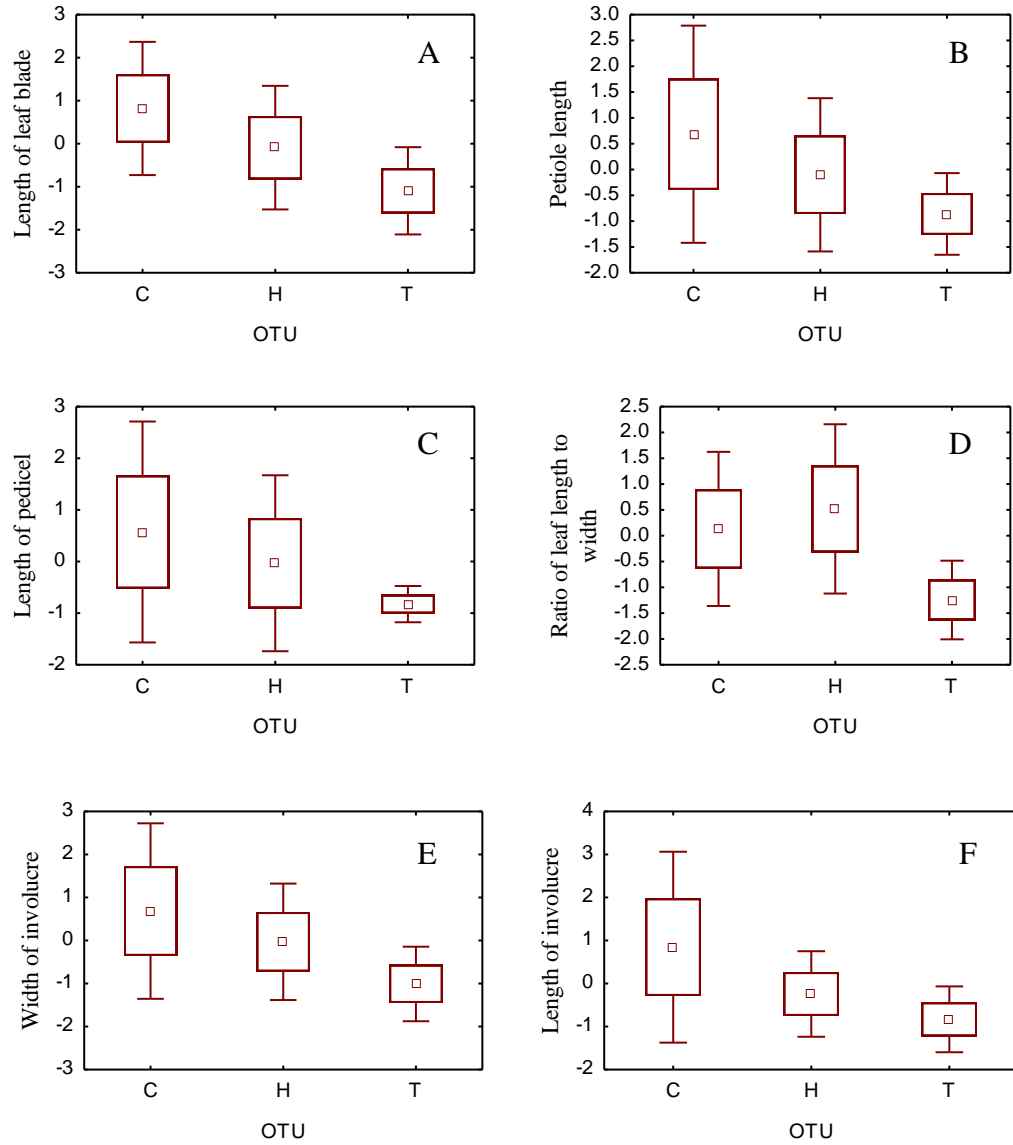 A
Length of leaf blade
3
2
1
0
-1
-2
-3
C H T
OTU
B
Petiole length
3.0
2.5
2.0
1.5
1.0
0.5
0.0
-0.5
-1.0
-1.5
-2.0
C H T
OTU
C
Length of pedicel
3
2
1
0
-1
-2
C H T
OTU
D
Ratio of leaf length to
width
2.5
2.0
1.5
1.0
0.5
0.0
-0.5
-1.0
-1.5
-2.0
-2.5
C H T
OTU
E
Width of involucre
3
2
1
0
-1
-2
-3
C H T
OTU
F
Length of involucre
4
3
2
1
0
-1
-2
C H T
OTU